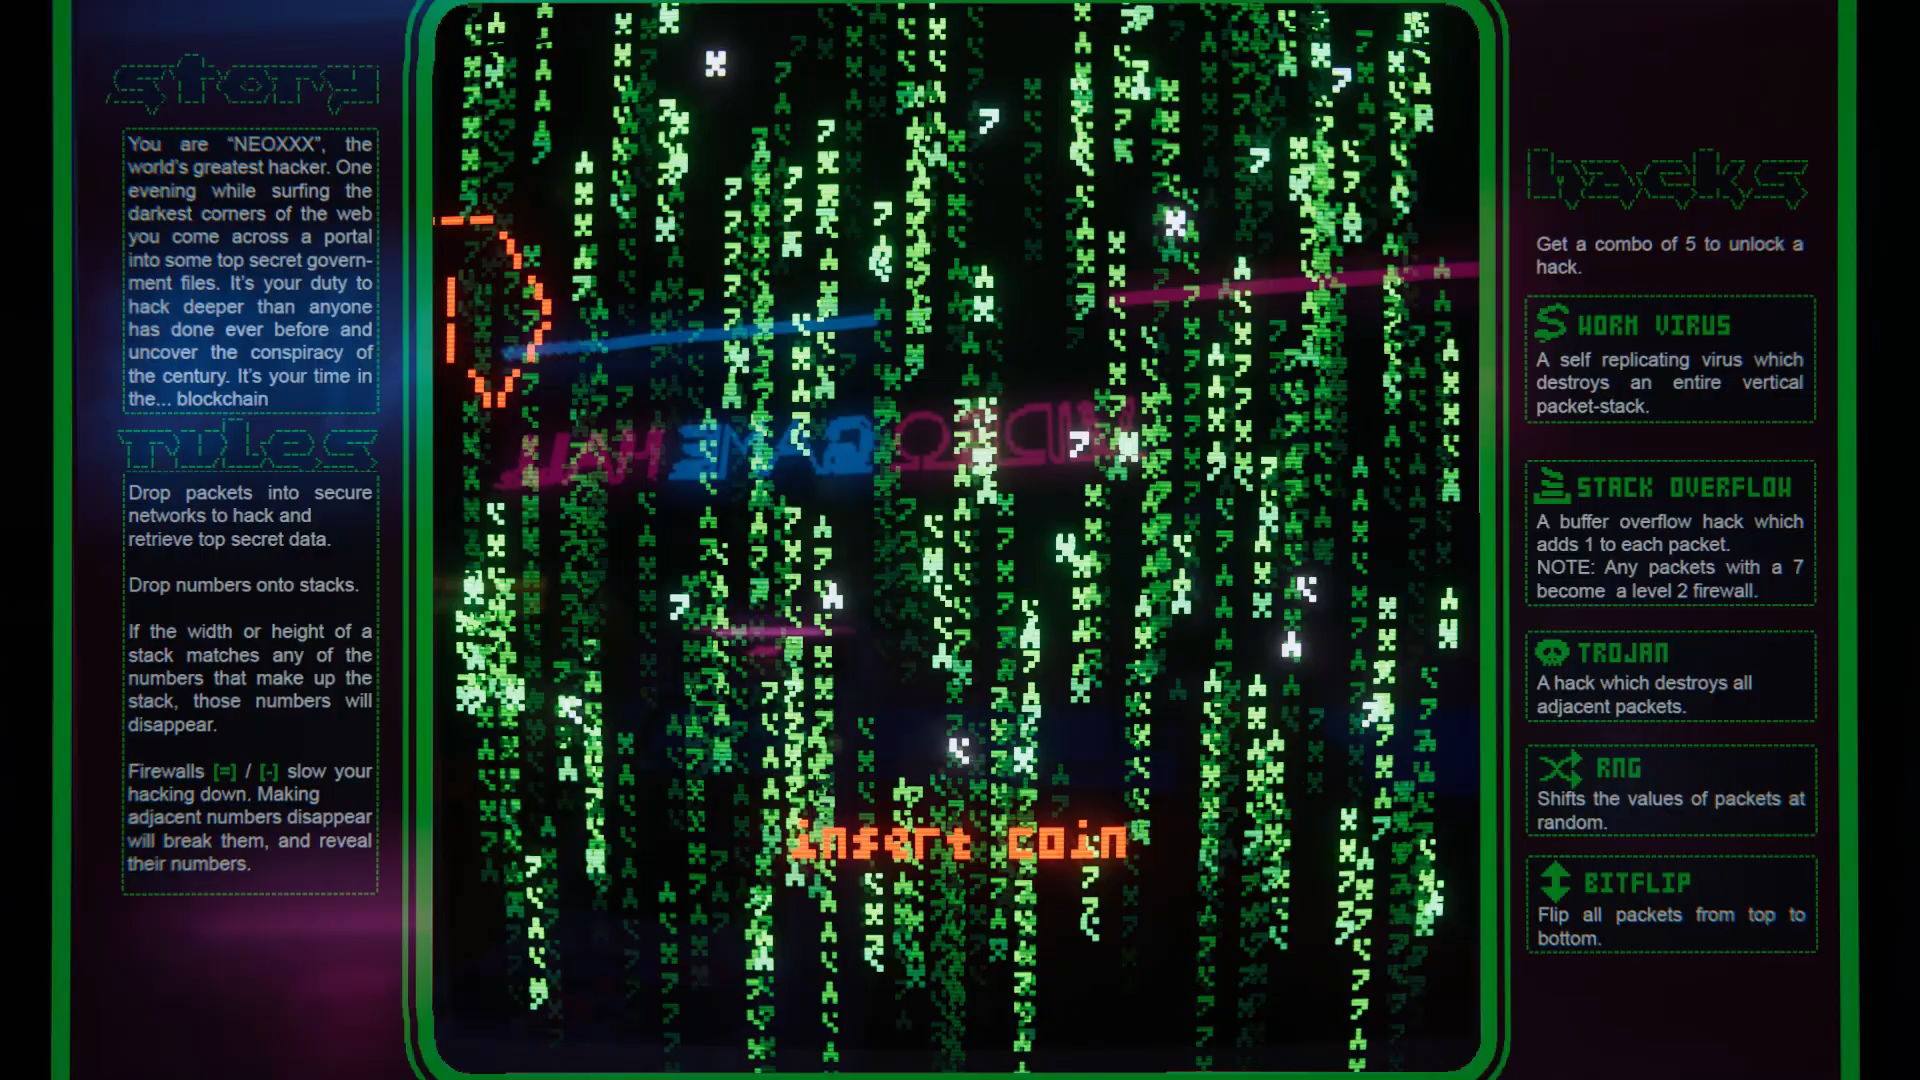 story
You are “NEOXXX”, the
world's greatest hacker. One
evening while surfing the
darkest corners of the web
you come across a portal
into some top secret govern-
ment files. It's your duty to
hack deeper than anyone
has done ever before and
uncover the conspiracy of
the century. It's your time in
the... blockchain
rules
Drop packets into secure
networks to hack and
retrieve top secret data.
Drop numbers onto stacks.
If the width or height of a
stack matches any of the
numbers that make up the
stack, those numbers will
disappear.
Firewalls [=] / [-] slow your
hacking down. Making
adjacent numbers disappear
will break them, and reveal
their numbers.
VIDEO GAME HALL
insert coin
hacks
Get a combo of 5 to unlock a
hack.
WORM VIRUS
A self replicating virus which
destroys an entire vertical
packet-stack.
STACK OVERFLOW
A buffer overflow hack which
adds 1 to each packet.
NOTE: Any packets with a 7
become a level 2 firewall.
TROJAN
A hack which destroys all
adjacent packets.
RNG
Shifts the values of packets at
random.
BITFLIP
Flip all packets from top to
bottom.